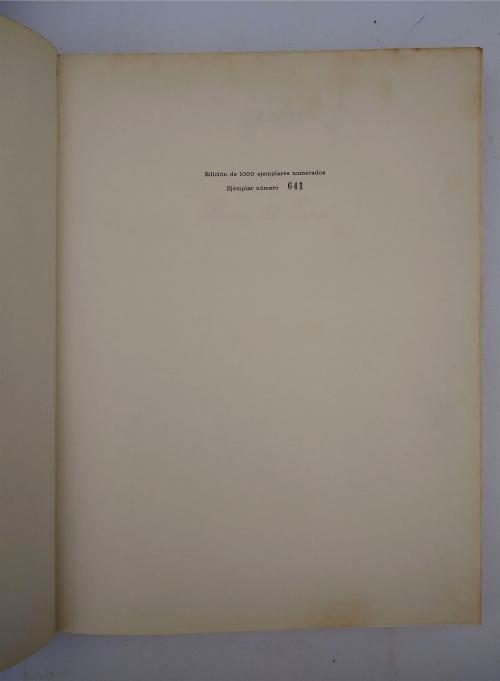 Edición de 1000 ejemplares numerados
Ejemplar número 641